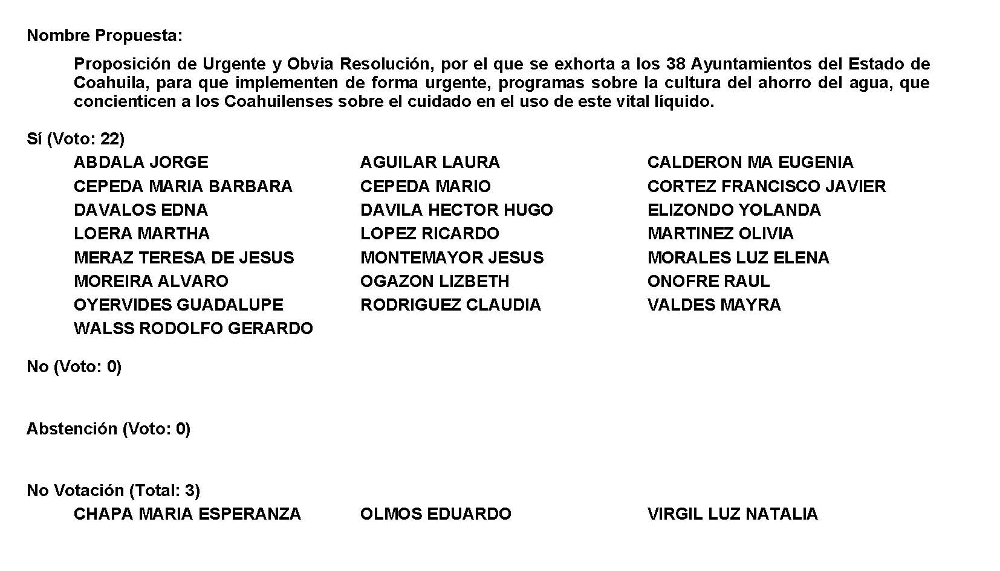 Nombre Propuesta:
Proposición de Urgente y Obvia Resolución, por el que se exhorta a los 38 Ayuntamientos del Estado de
Coahuila, para que implementen de forma urgente, programas sobre la cultura del ahorro del agua, que
concienticen a los Coahuilenses sobre el cuidado en el uso de este vital líquido.
Sí (Voto: 22)
ABDALA JORGE AGUILAR LAURA CALDERON MA EUGENIA
CEPEDA MARIA BARBARA CEPEDA MARIO CORTEZ FRANCISCO JAVIER
DAVALOS EDNA DAVILA HECTOR HUGO ELIZONDO YOLANDA
LOERA MARTHA LOPEZ RICARDO MARTINEZ OLIVIA
MERAZ TERESA DE JESUS MONTEMAYOR JESUS MORALES LUZ ELENA
MOREIRA ALVARO OGAZON LIZBETH ONOFRE RAUL
OYERVIDES GUADALUPE RODRIGUEZ CLAUDIA VALDES MAYRA
WALSS RODOLFO GERARDO
No (Voto: 0)
Abstención (Voto: 0)
No Votación (Total: 3)
CHAPA MARIA ESPERANZA OLMOS EDUARDO VIRGIL LUZ NATALIA